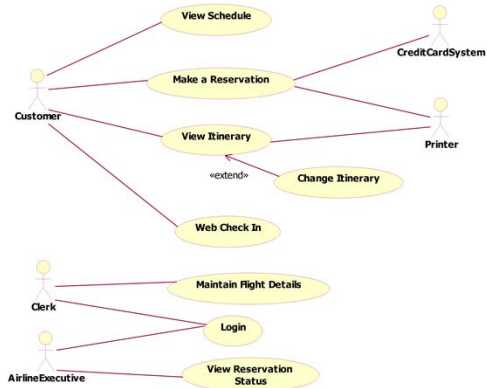 View Schedule
CreditCardSystem
Make a Reservation
Customer
View Itinerary
Printer
«extend»
Change Itinerary
Web Check In
Maintain Flight Details
Clerk
Login
View Reservation
Status
AirlineExecutive